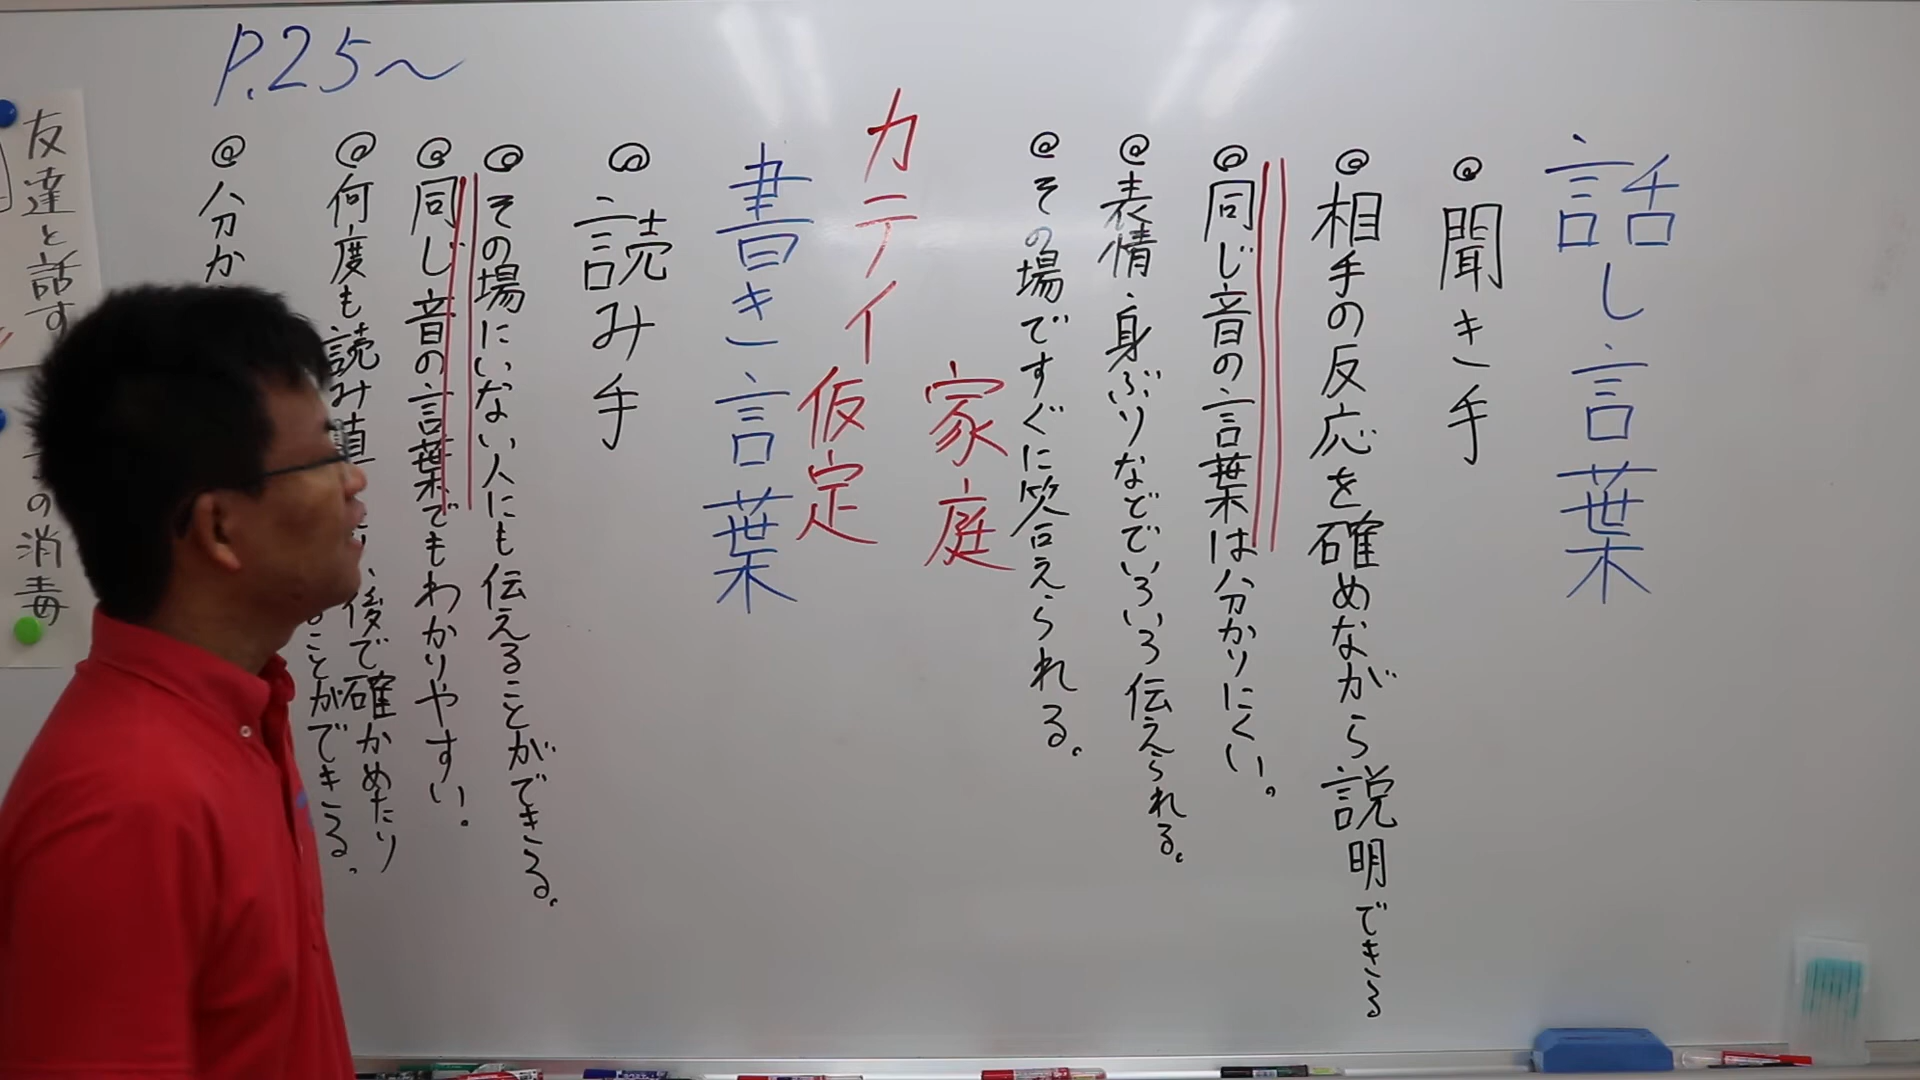 P.25〜
話し言葉
@聞き手
@相手の反応を確めながら説明できる
@同じ音の言葉は分かりにくい。
@表情・身ぶりなどでいろいろ伝えられる。
@その場ですぐに答えられる。
カテイ
家庭
仮定
書き言葉
@読み手
@その場にいない人にも伝えることができる。
@同じ音の言葉でもわかりやすい。
@何度も読み直 、後で確かめたり
ことができる。
@分か
友達と話す
の消毒